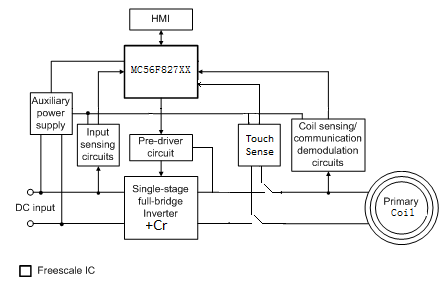 HMI
MC56F827XX
Auxiliary
power
supply
Input
sensing
circuits
Pre-driver
circuit
Touch
Sense
Coil sensing/
communication
demodulation
circuits
DC input
Single-stage
full-bridge
Inverter
+Cr
Primary
Coil
Freescale IC